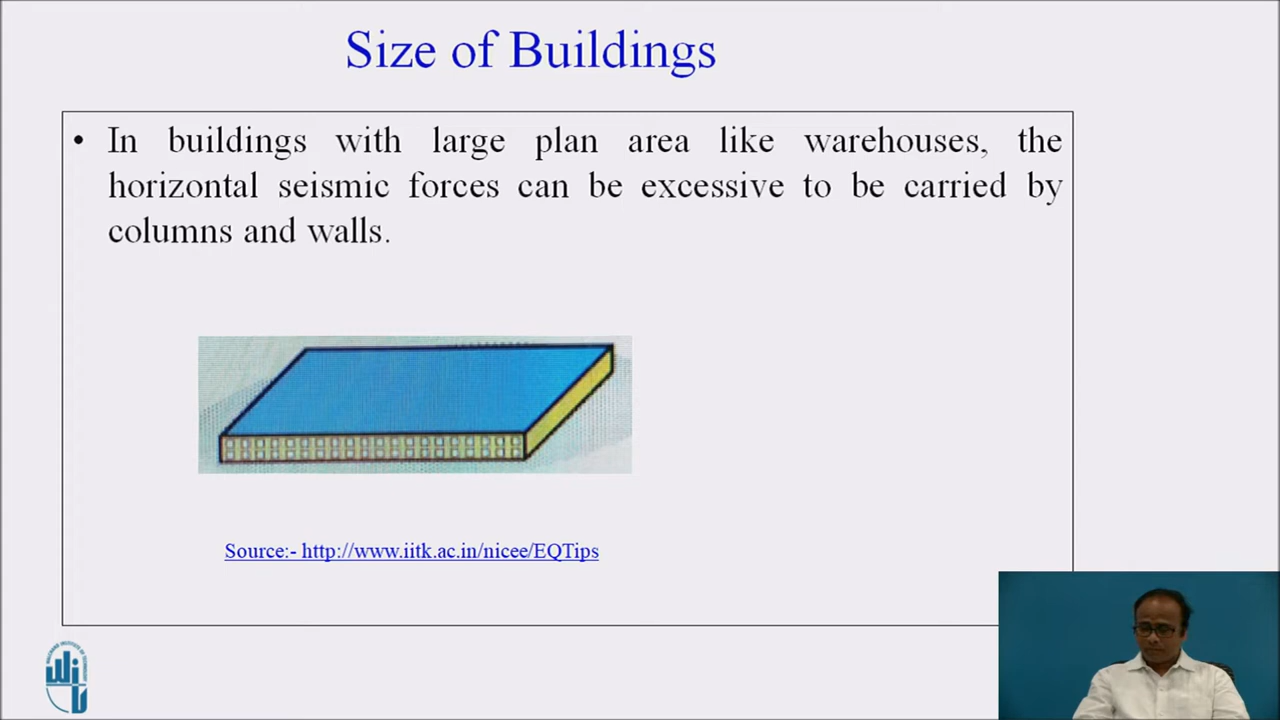 Size of Buildings
• In buildings with large plan area like warehouses, the
horizontal seismic forces can be excessive to be carried by
columns and walls.
Source:- http://www.iitk.ac.in/nicee/EQTips